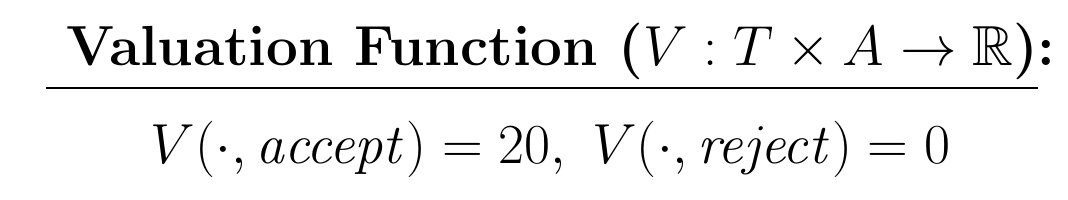 Valuation Function (V : T × A → ℝ):
V(·, accept) = 20, V(·, reject) = 0